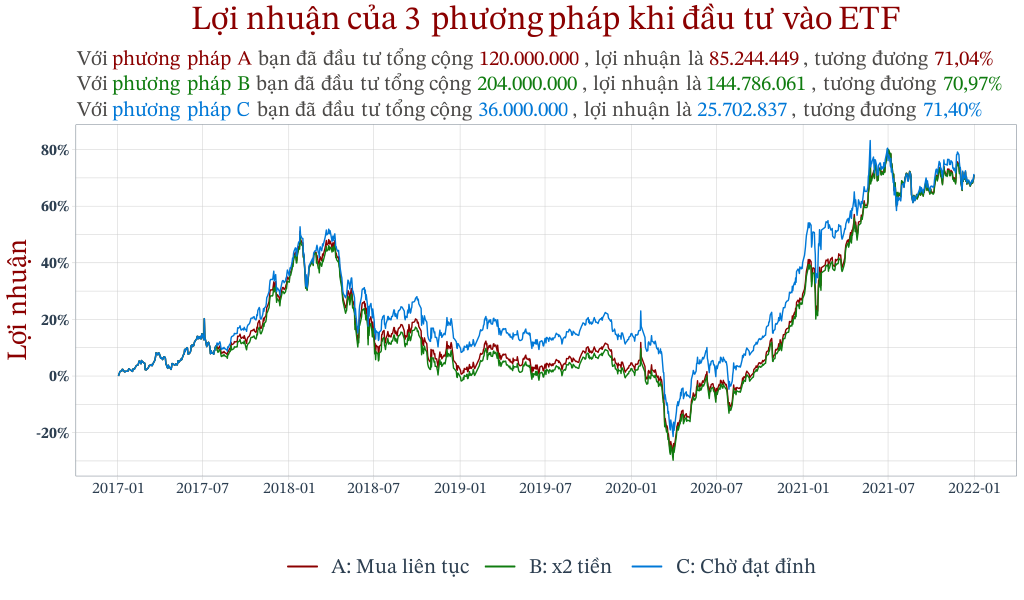 Lợi nhuận của 3 phương pháp khi đầu tư vào ETF
Với phương pháp A bạn đã đầu tư tổng cộng 120.000.000 , lợi nhuận là 85.244.449 , tương đương 71,04%
Với phương pháp B bạn đã đầu tư tổng cộng 204.000.000 , lợi nhuận là 144.786.061 , tương đương 70,97%
Với phương pháp C bạn đã đầu tư tổng cộng 36.000.000 , lợi nhuận là 25.702.837 , tương đương 71,40%
Lợi nhuận
80%
60%
40%
20%
0%
-20%
2017-01 2017-07 2018-01 2018-07 2019-01 2019-07 2020-01 2020-07 2021-01 2021-07 2022-01
A: Mua liên tục B: x2 tiền C: Chờ đạt đỉnh